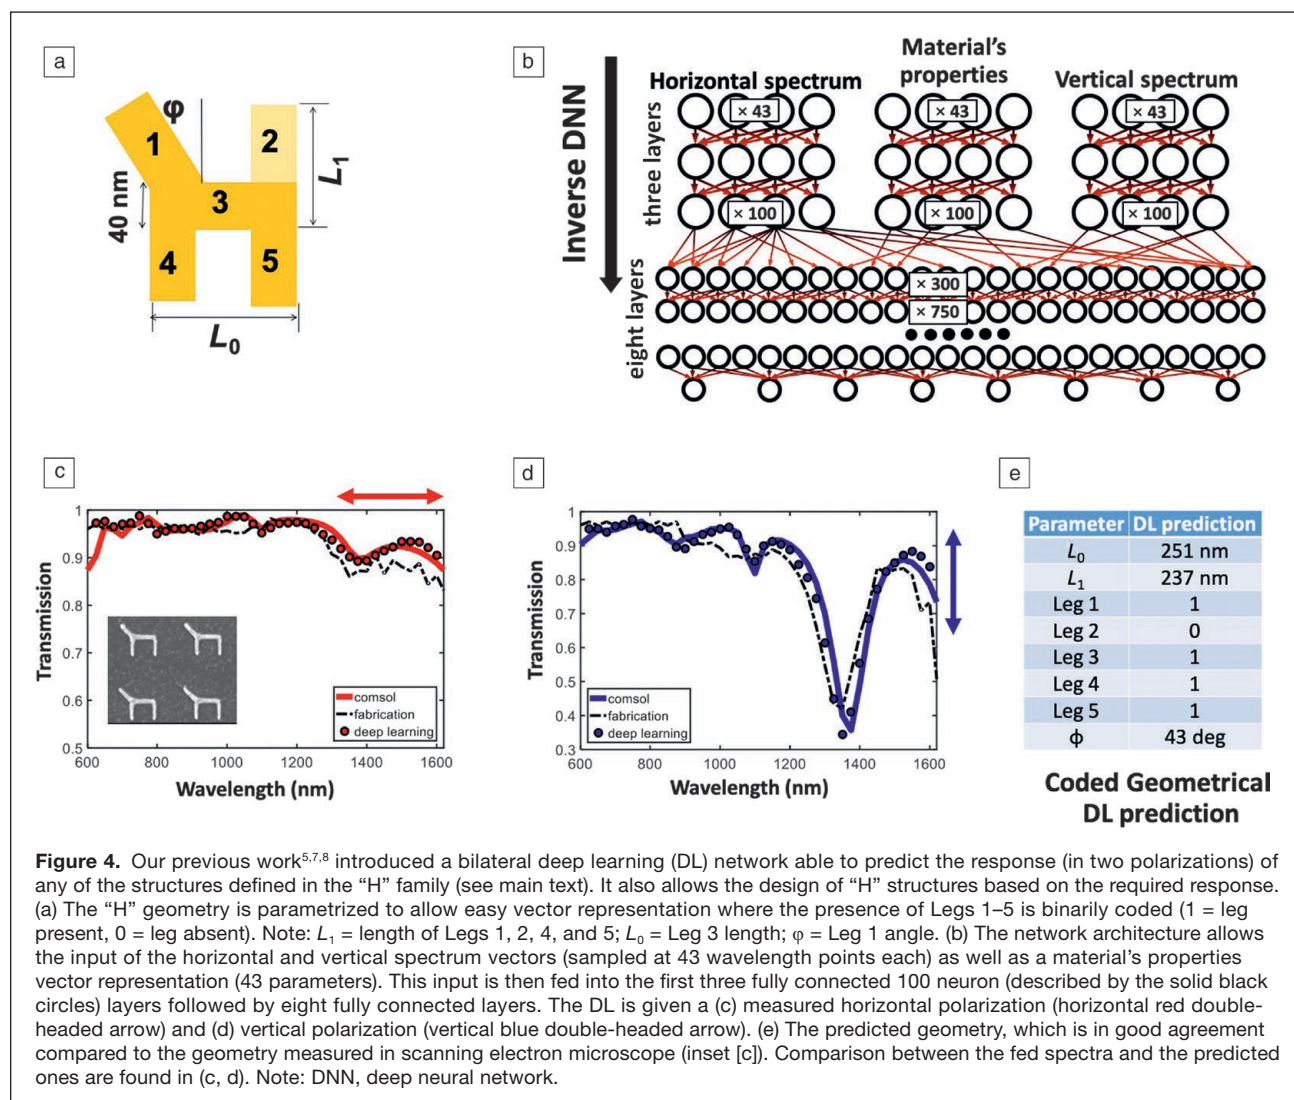 a
φ
1
2
3
4
5
40 nm
L1
L0
b
Inverse DNN
three layers
eight layers
Horizontal spectrum
Material's
properties
Vertical spectrum
× 43
× 43
× 43
× 100
× 100
× 100
× 300
× 750
c
Transmission
1
0.9
0.8
0.7
0.6
0.5
600
800
1000
1200
1400
1600
Wavelength (nm)
comsol
fabrication
deep learning
d
Transmission
1
0.9
0.8
0.7
0.6
0.5
0.4
0.3
600
800
1000
1200
1400
1600
Wavelength (nm)
comsol
fabrication
deep learning
e
Parameter DL prediction
L0 251 nm
L1 237 nm
Leg 1 1
Leg 2 0
Leg 3 1
Leg 4 1
Leg 5 1
ϕ 43 deg
Coded Geometrical
DL prediction
Figure 4. Our previous work5,7,8 introduced a bilateral deep learning (DL) network able to predict the response (in two polarizations) of
any of the structures defined in the “H” family (see main text). It also allows the design of “H” structures based on the required response.
(a) The “H” geometry is parametrized to allow easy vector representation where the presence of Legs 1–5 is binarily coded (1 = leg
present, 0 = leg absent). Note: L1 = length of Legs 1, 2, 4, and 5; L0 = Leg 3 length; φ = Leg 1 angle. (b) The network architecture allows
the input of the horizontal and vertical spectrum vectors (sampled at 43 wavelength points each) as well as a material’s properties
vector representation (43 parameters). This input is then fed into the first three fully connected 100 neuron (described by the solid black
circles) layers followed by eight fully connected layers. The DL is given a (c) measured horizontal polarization (horizontal red double-
headed arrow) and (d) vertical polarization (vertical blue double-headed arrow). (e) The predicted geometry, which is in good agreement
compared to the geometry measured in scanning electron microscope (inset [c]). Comparison between the fed spectra and the predicted
ones are found in (c, d). Note: DNN, deep neural network.